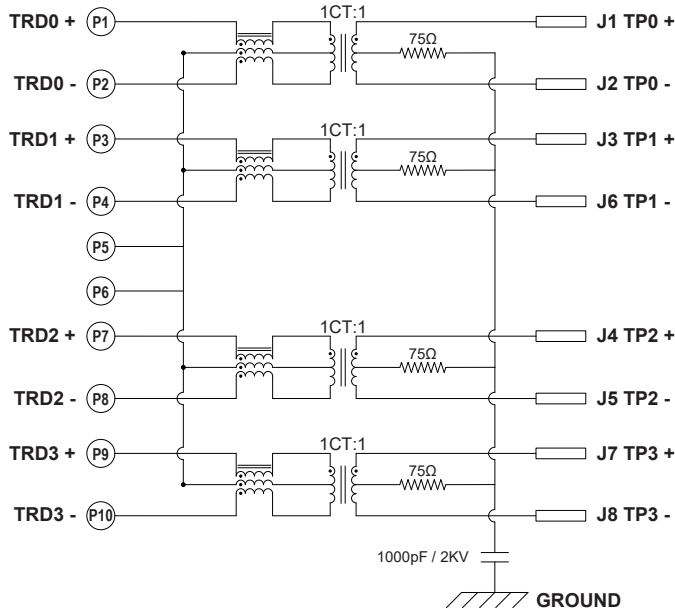 1CT:1
TRD0 + P1 75Ω J1 TP0 +
TRD0 - P2 J2 TP0 -
1CT:1
TRD1 + P3 75Ω J3 TP1 +
TRD1 - P4 J6 TP1 -
P5
P6
1CT:1
TRD2 + P7 75Ω J4 TP2 +
TRD2 - P8 J5 TP2 -
1CT:1
TRD3 + P9 75Ω J7 TP3 +
TRD3 - P10 J8 TP3 -
1000pF / 2KV
GROUND